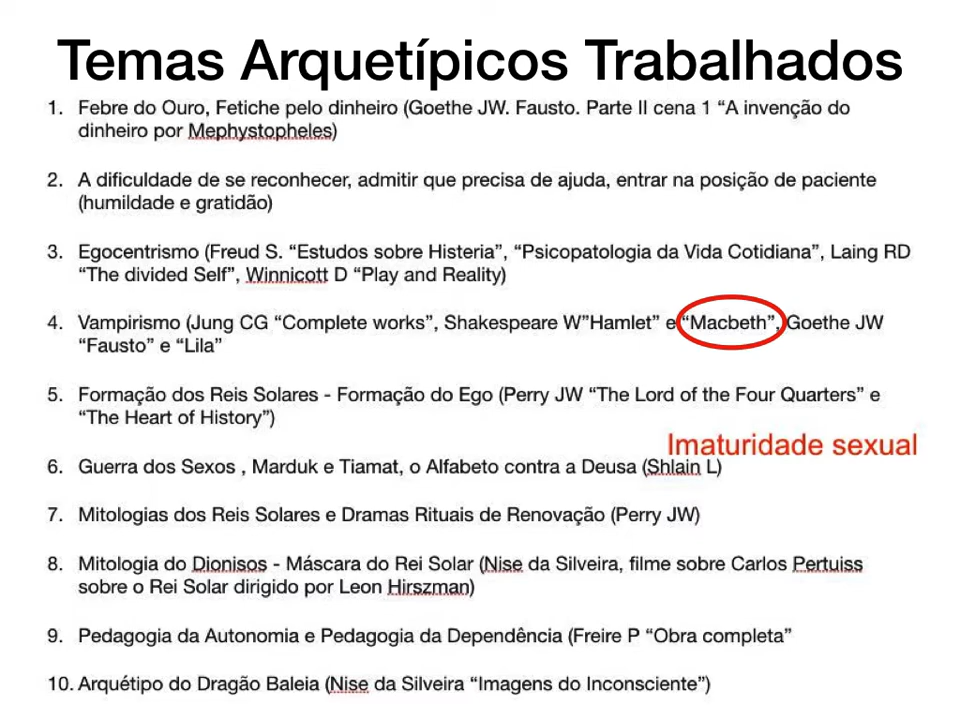 Temas Arquetípicos Trabalhados
1. Febre do Ouro, Fetiche pelo dinheiro (Goethe JW. Fausto. Parte II cena 1 “A invenção do
dinheiro por Mephystopheles)
2. A dificuldade de se reconhecer, admitir que precisa de ajuda, entrar na posição de paciente
(humildade e gratidão)
3. Egocentrismo (Freud S. “Estudos sobre Histeria”, “Psicopatologia da Vida Cotidiana”, Laing RD
“The divided Self”, Winnicott D “Play and Reality)
4. Vampirismo (Jung CG “Complete works”, Shakespeare W”Hamlet” e “Macbeth”, Goethe JW
“Fausto” e “Lila”
5. Formação dos Reis Solares - Formação do Ego (Perry JW “The Lord of the Four Quarters” e
“The Heart of History”)
Imaturidade sexual
6. Guerra dos Sexos , Marduk e Tiamat, o Alfabeto contra a Deusa (Shlain L)
7. Mitologias dos Reis Solares e Dramas Rituais de Renovação (Perry JW)
8. Mitologia do Dionisos - Máscara do Rei Solar (Nise da Silveira, filme sobre Carlos Pertuiss
sobre o Rei Solar dirigido por Leon Hirszman)
9. Pedagogia da Autonomia e Pedagogia da Dependência (Freire P “Obra completa”
10. Arquétipo do Dragão Baleia (Nise da Silveira “Imagens do Inconsciente”)